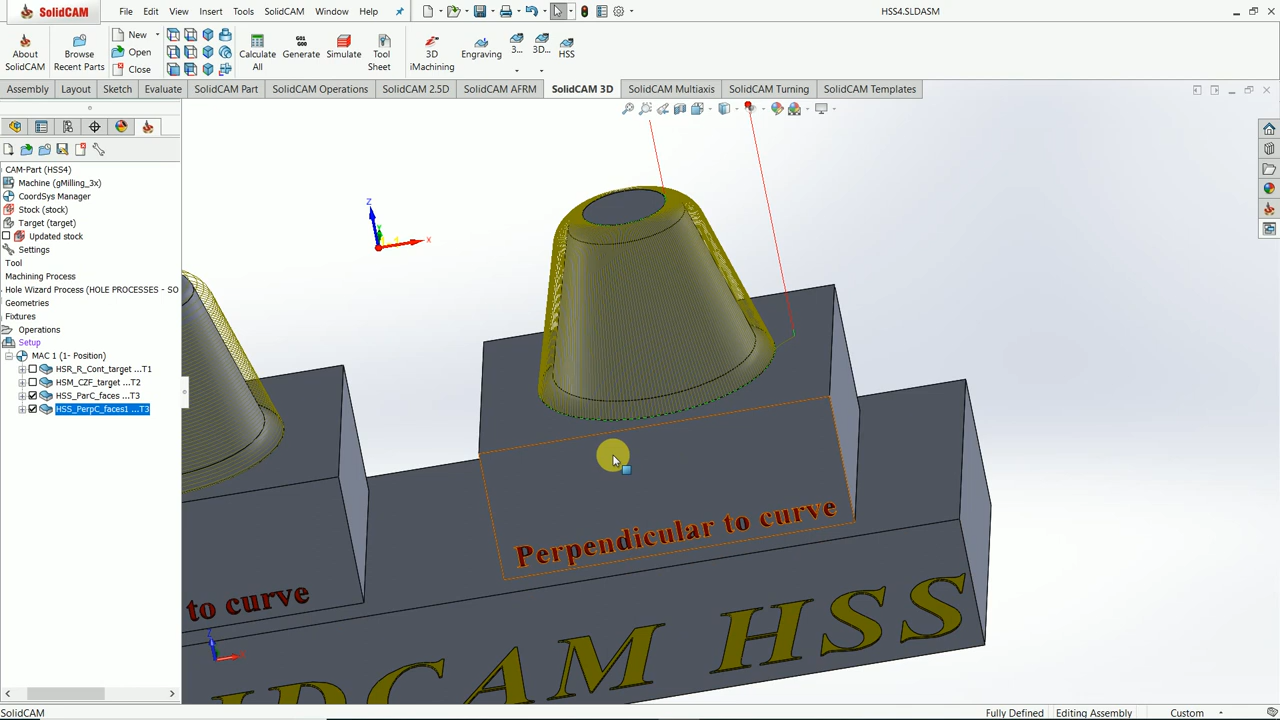 SolidCAM
File Edit View Insert Tools SolidCAM Window Help
HSS4.SLDASM
About SolidCAM
Browse Recent Parts
New
Open
Close
Calculate All
Generate
Simulate
Tool Sheet
3D iMachining
Engraving
3...
3D...
HSS
G01
G00
Assembly Layout Sketch Evaluate SolidCAM Part SolidCAM Operations SolidCAM 2.5D SolidCAM AFRM SolidCAM 3D SolidCAM Multiaxis SolidCAM Turning SolidCAM Templates
CAM-Part (HSS4)
Machine (gMilling_3x)
CoordSys Manager
Stock (stock)
Target (target)
Updated stock
Settings
Tool
Machining Process
Hole Wizard Process (HOLE PROCESSES - SO
Geometries
Fixtures
Operations
Setup
MAC 1 (1- Position)
HSR_R_Cont_target ...T1
HSM_CZF_target ...T2
HSS_ParC_faces ...T3
HSS_PerpC_faces1 ...T3
Z
X
Perpendicular to curve
to curve
IDCAM HSS
SolidCAM
Fully Defined Editing Assembly Custom